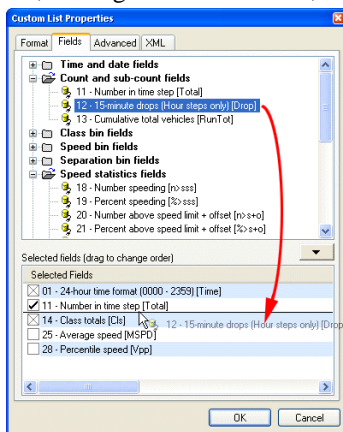 Custom List Properties
Format Fields Advanced XML
Time and date fields
Count and sub-count fields
11 - Number in time step [Total]
12 - 15-minute drops (Hour steps only) [Drop]
13 - Cumulative total vehicles [RunTot]
Class bin fields
Speed bin fields
Separation bin fields
Speed statistics fields
18 - Number speeding [n>sss]
19 - Percent speeding [%>sss]
20 - Number above speed limit + offset [n>s+o]
21 - Percent above speed limit + offset [%>s+o]
Selected fields (drag to change order)
Selected Fields
01 - 24-hour time format (0000 - 2359) [Time]
11 - Number in time step [Total]
14 - Class totals [Cls]
12 - 15-minute drops (Hour steps only) [Drop
25 - Average speed [MSPD]
28 - Percentile speed [Vpp]
OK Cancel